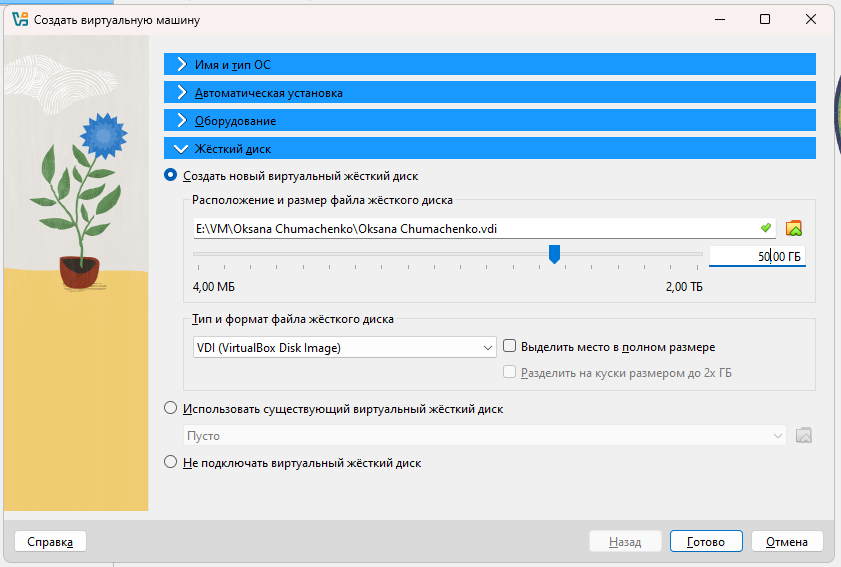 Создать виртуальную машину
Имя и тип ОС
Автоматическая установка
Оборудование
Жёсткий диск
Создать новый виртуальный жёсткий диск
Расположение и размер файла жёсткого диска
E:\VM\Oksana Chumachenko\Oksana Chumachenko.vdi
50,00 ГБ
4,00 МБ 2,00 ТБ
Тип и формат файла жёсткого диска
VDI (VirtualBox Disk Image) Выделить место в полном размере
Разделить на куски размером до 2х ГБ
Использовать существующий виртуальный жёсткий диск
Пусто
Не подключать виртуальный жёсткий диск
Справка Назад Готово Отмена